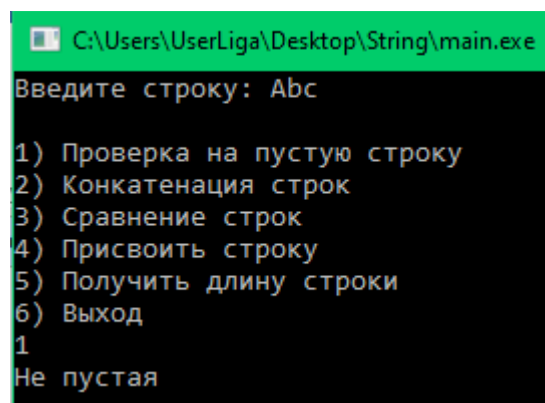 C:\Users\UserLiga\Desktop\String\main.exe
Введите строку: Abc
1) Проверка на пустую строку
2) Конкатенация строк
3) Сравнение строк
4) Присвоить строку
5) Получить длину строки
6) Выход
1
Не пустая